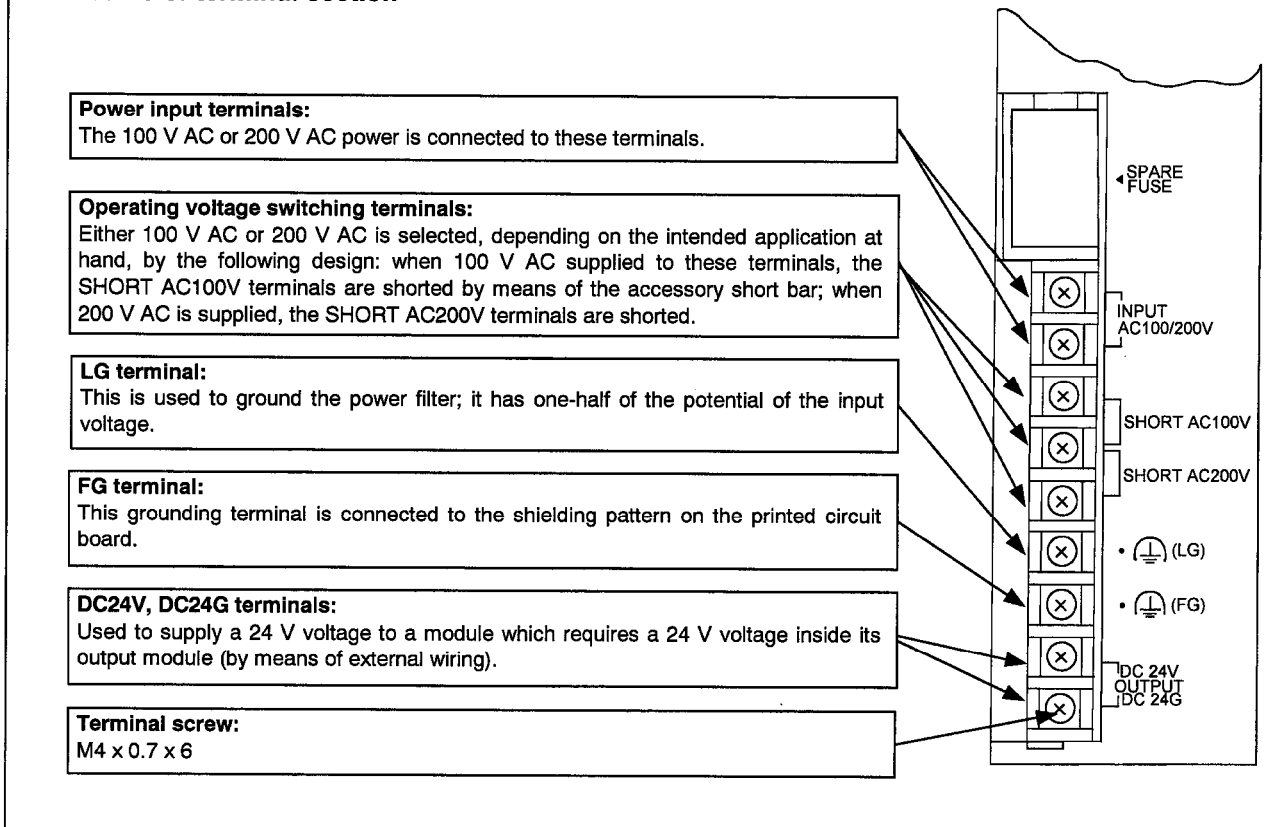 Power input terminals:
The 100 V AC or 200 V AC power is connected to these terminals.
Operating voltage switching terminals:
Either 100 V AC or 200 V AC is selected, depending on the intended application at
hand, by the following design: when 100 V AC supplied to these terminals, the
SHORT AC100V terminals are shorted by means of the accessory short bar; when
200 V AC is supplied, the SHORT AC200V terminals are shorted.
LG terminal:
This is used to ground the power filter; it has one-half of the potential of the input
voltage.
FG terminal:
This grounding terminal is connected to the shielding pattern on the printed circuit
board.
DC24V, DC24G terminals:
Used to supply a 24 V voltage to a module which requires a 24 V voltage inside its
output module (by means of external wiring).
Terminal screw:
M4 x 0.7 x 6
SPARE
FUSE
INPUT
AC100/200V
SHORT AC100V
SHORT AC200V
(LG)
(FG)
DC 24V
OUTPUT
DC 24G